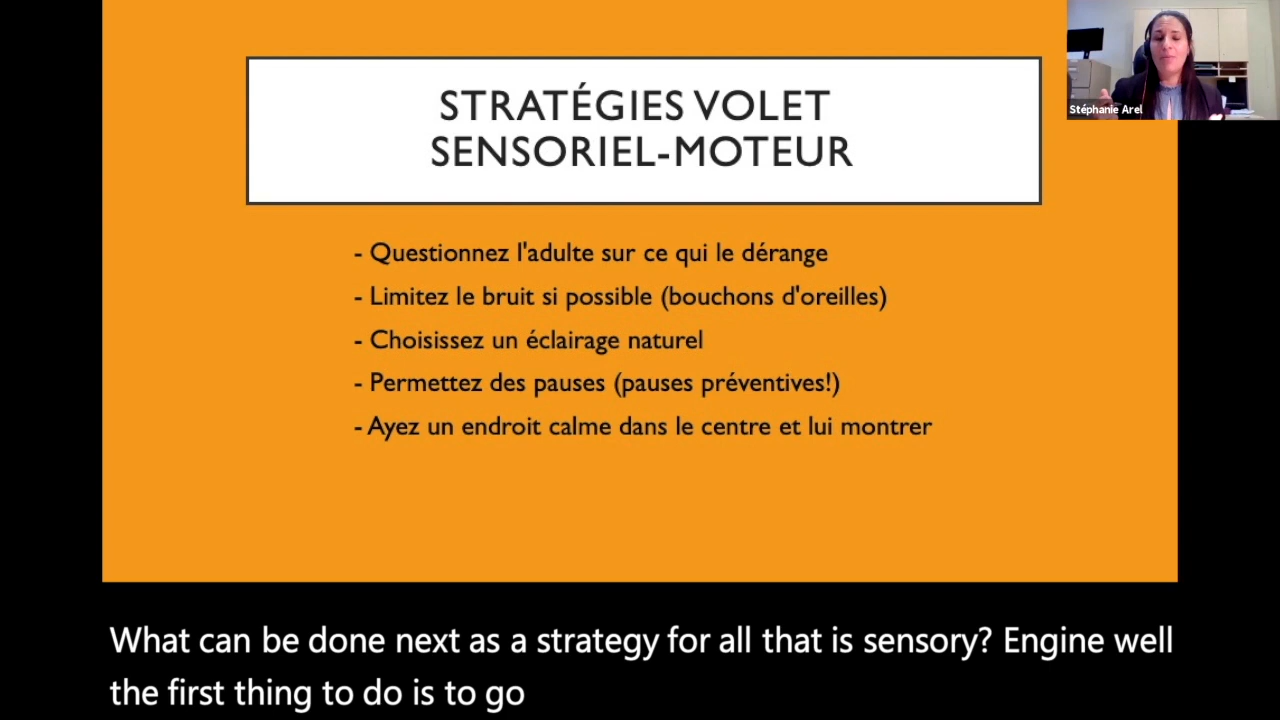 Stéphanie Arel
STRATÉGIES VOLET
SENSORIEL-MOTEUR
- Questionnez l'adulte sur ce qui le dérange
- Limitez le bruit si possible (bouchons d'oreilles)
- Choisissez un éclairage naturel
- Permettez des pauses (pauses préventives!)
- Ayez un endroit calme dans le centre et lui montrer
What can be done next as a strategy for all that is sensory? Engine well
the first thing to do is to go